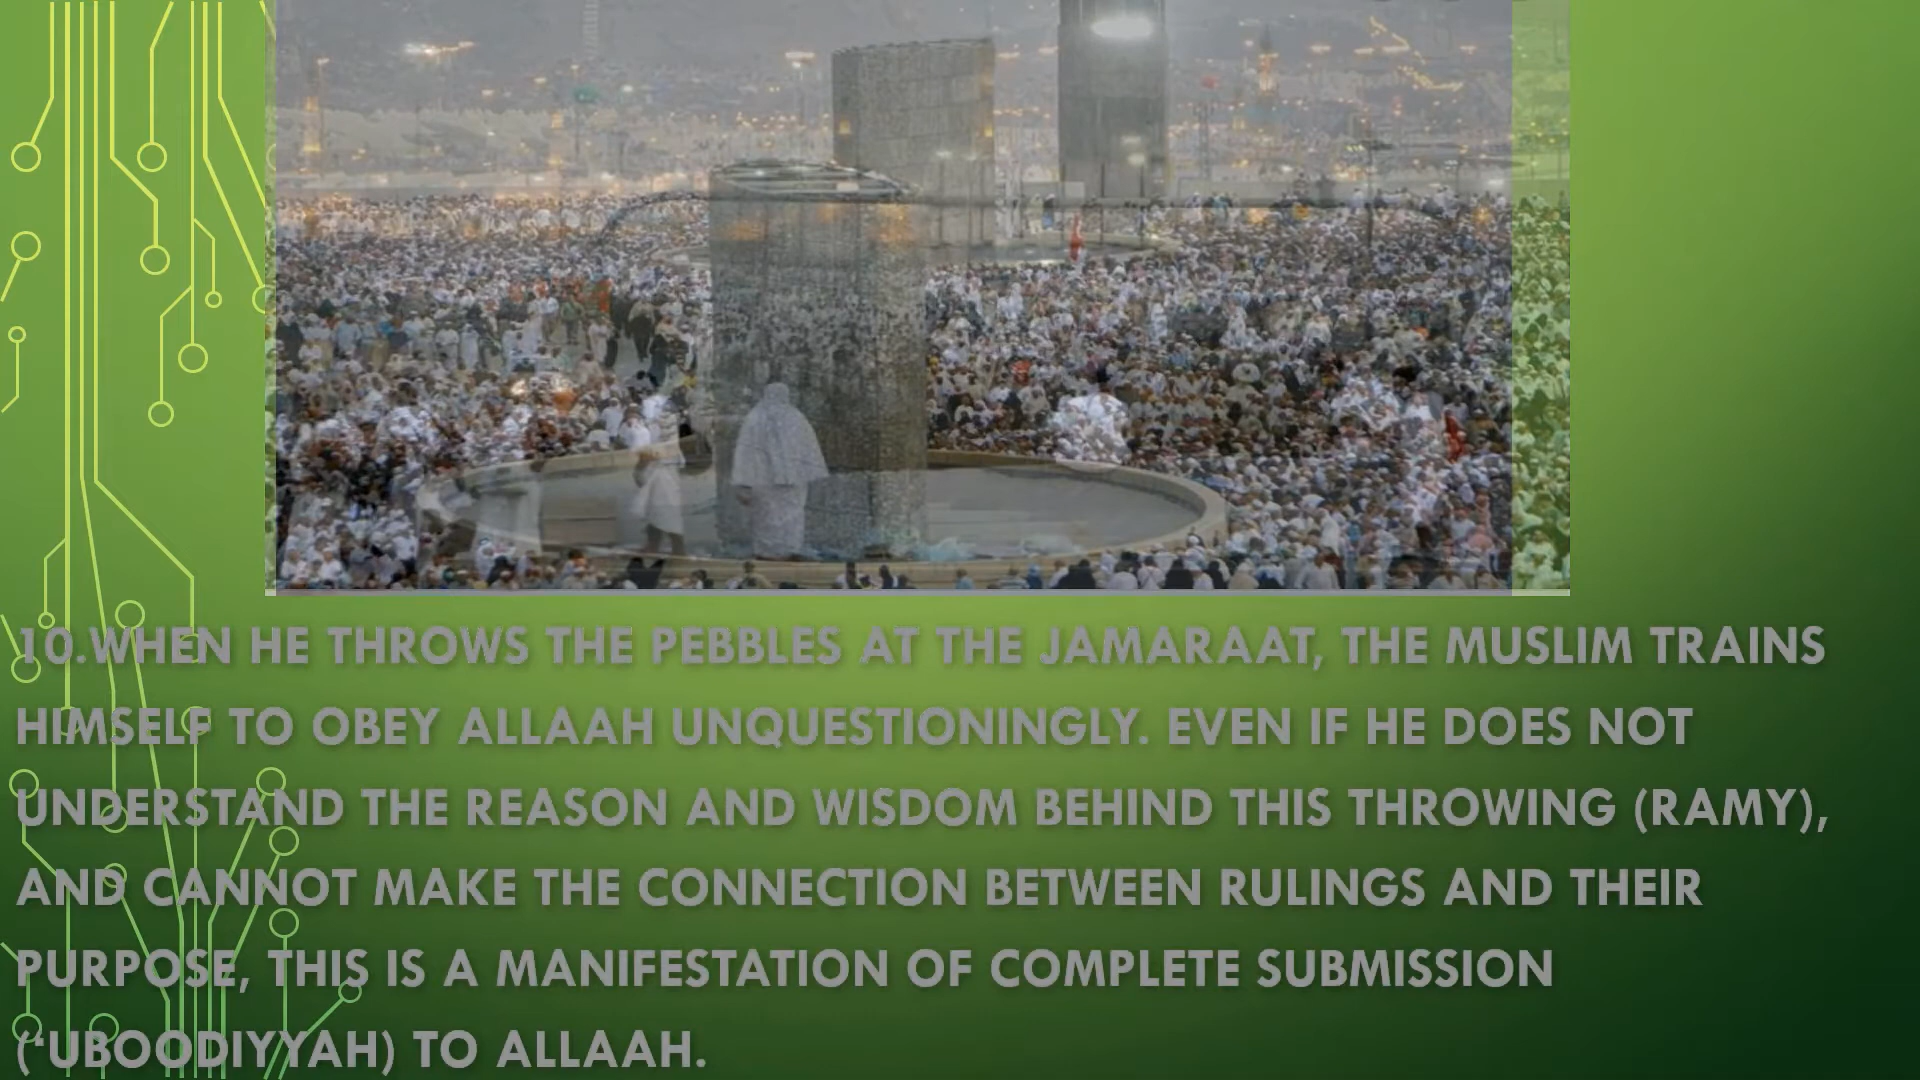 10.WHEN HE THROWS THE PEBBLES AT THE JAMARAAT, THE MUSLIM TRAINS
HIMSELF TO OBEY ALLAAH UNQUESTIONINGLY. EVEN IF HE DOES NOT
UNDERSTAND THE REASON AND WISDOM BEHIND THIS THROWING (RAMY),
AND CANNOT MAKE THE CONNECTION BETWEEN RULINGS AND THEIR
PURPOSE, THIS IS A MANIFESTATION OF COMPLETE SUBMISSION
(‘UBOODIYYAH) TO ALLAAH.